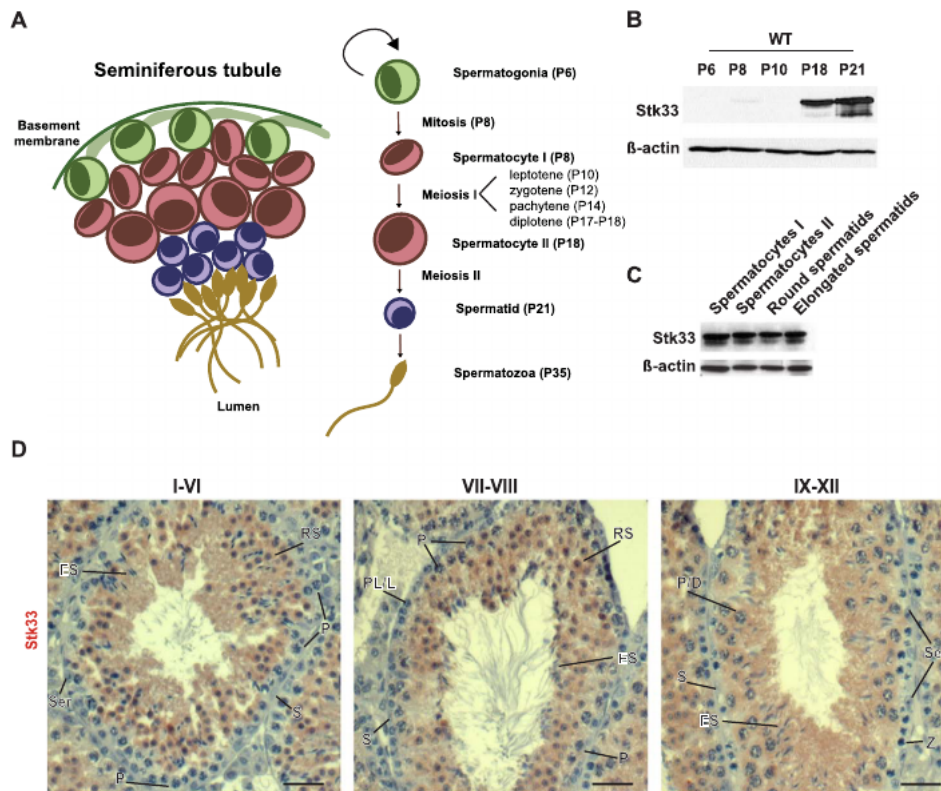 A
Seminiferous tubule
Basement
membrane
Lumen
Spermatogonia (P6)
Mitosis (P8)
Spermatocyte I (P8)
Meiosis I
leptotene (P10)
zygotene (P12)
pachytene (P14)
diplotene (P17-P18)
Spermatocyte II (P18)
Meiosis II
Spermatid (P21)
Spermatozoa (P35)
B
WT
P6 P8 P10 P18 P21
Stk33
ß-actin
C
Spermatocytes I
Spermatocytes II
Round spermatids
Elongated spermatids
Stk33
ß-actin
D
Stk33
I-VI
RS
ES
P
Ser
S
P
VII-VIII
P
RS
PL/L
ES
S
P
IX-XII
P/D
Ser
S
ES
Z